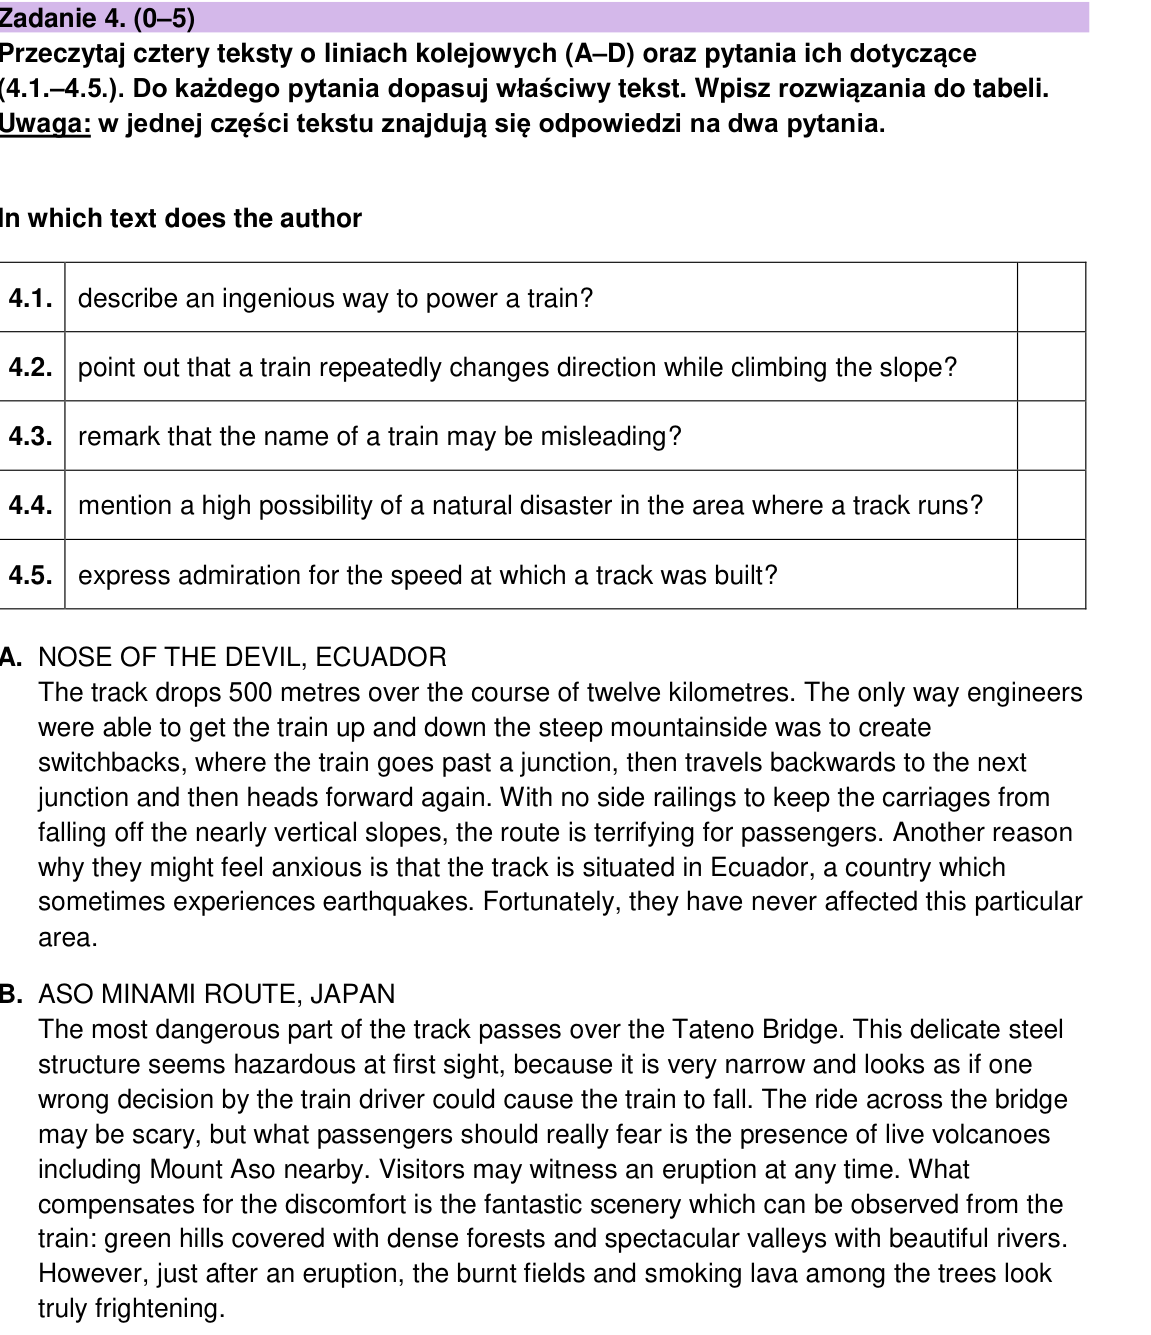 Zadanie 4. (0–5)
Przeczytaj cztery teksty o liniach kolejowych (A–D) oraz pytania ich dotyczące
(4.1.–4.5.). Do każdego pytania dopasuj właściwy tekst. Wpisz rozwiązania do tabeli.
Uwaga: w jednej części tekstu znajdują się odpowiedzi na dwa pytania.
In which text does the author
4.1. describe an ingenious way to power a train?
4.2. point out that a train repeatedly changes direction while climbing the slope?
4.3. remark that the name of a train may be misleading?
4.4. mention a high possibility of a natural disaster in the area where a track runs?
4.5. express admiration for the speed at which a track was built?
A. NOSE OF THE DEVIL, ECUADOR
The track drops 500 metres over the course of twelve kilometres. The only way engineers
were able to get the train up and down the steep mountainside was to create
switchbacks, where the train goes past a junction, then travels backwards to the next
junction and then heads forward again. With no side railings to keep the carriages from
falling off the nearly vertical slopes, the route is terrifying for passengers. Another reason
why they might feel anxious is that the track is situated in Ecuador, a country which
sometimes experiences earthquakes. Fortunately, they have never affected this particular
area.
B. ASO MINAMI ROUTE, JAPAN
The most dangerous part of the track passes over the Tateno Bridge. This delicate steel
structure seems hazardous at first sight, because it is very narrow and looks as if one
wrong decision by the train driver could cause the train to fall. The ride across the bridge
may be scary, but what passengers should really fear is the presence of live volcanoes
including Mount Aso nearby. Visitors may witness an eruption at any time. What
compensates for the discomfort is the fantastic scenery which can be observed from the
train: green hills covered with dense forests and spectacular valleys with beautiful rivers.
However, just after an eruption, the burnt fields and smoking lava among the trees look
truly frightening.